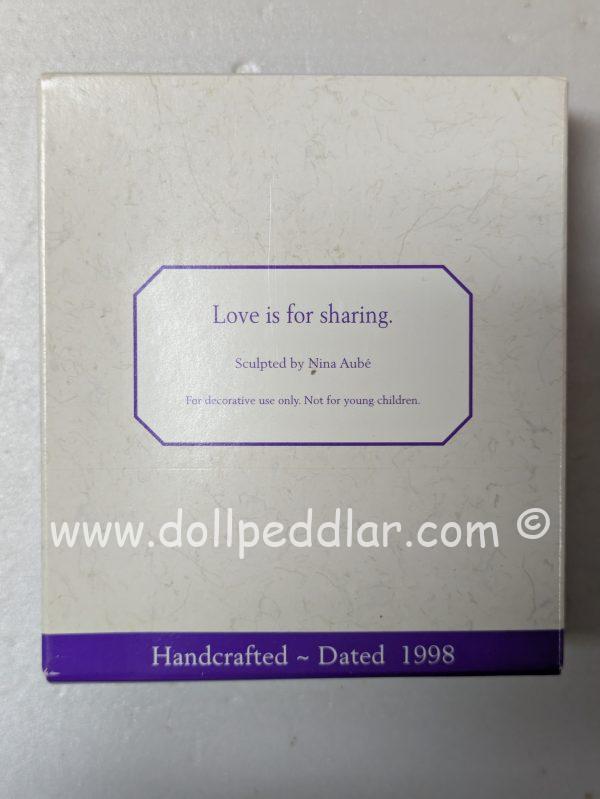 Love is for sharing.
Sculpted by Nina Aubé
For decorative use only. Not for young children.
www.dollpeddlar.com ©
Handcrafted ~ Dated 1998